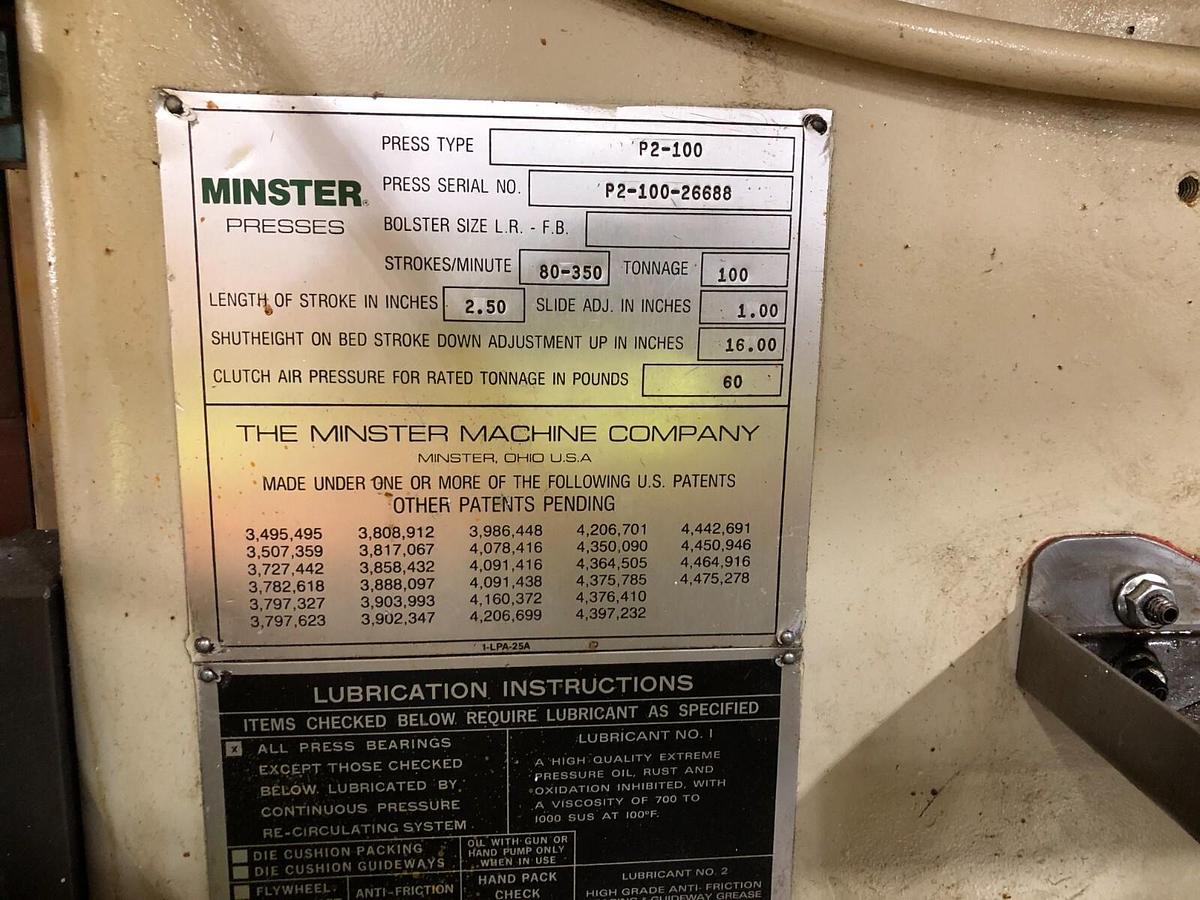 PRESS TYPE P2-100
MINSTER®
PRESSES
PRESS SERIAL NO. P2-100-26688
BOLSTER SIZE L.R. - F.B.
STROKES/MINUTE 80-350 TONNAGE 100
LENGTH OF STROKE IN INCHES 2.50 SLIDE ADJ. IN INCHES 1.00
SHUTHEIGHT ON BED STROKE DOWN ADJUSTMENT UP IN INCHES 16.00
CLUTCH AIR PRESSURE FOR RATED TONNAGE IN POUNDS 60
THE MINSTER MACHINE COMPANY
MINSTER, OHIO U.S.A
MADE UNDER ONE OR MORE OF THE FOLLOWING U.S. PATENTS
OTHER PATENTS PENDING
3,495,495 3,808,912 3,986,448 4,206,701 4,442,691
3,507,359 3,817,067 4,078,416 4,350,090 4,450,946
3,727,442 3,858,432 4,091,416 4,364,505 4,464,916
3,782,618 3,888,097 4,091,438 4,375,785 4,475,278
3,797,327 3,903,993 4,160,372 4,376,410
3,797,623 3,902,347 4,206,699 4,397,232
1-LPA-25A
LUBRICATION INSTRUCTIONS
ITEMS CHECKED BELOW REQUIRE LUBRICANT AS SPECIFIED
x ALL PRESS BEARINGS
EXCEPT THOSE CHECKED
BELOW. LUBRICATED BY
CONTINUOUS PRESSURE
RE-CIRCULATING SYSTEM
LUBRICANT NO. 1
A HIGH QUALITY EXTREME
PRESSURE OIL, RUST AND
OXIDATION INHIBITED, WITH
A VISCOSITY OF 700 TO
1000 SUS AT 100°F.
DIE CUSHION PACKING
DIE CUSHION GUIDEWAYS
OIL WITH GUN OR
HAND PUMP ONLY
WHEN IN USE
FLYWHEEL
ANTI-FRICTION
HAND PACK
CHECK
LUBRICANT NO. 2
HIGH GRADE ANTI-FRICTION
& GUIDEWAY GREASE